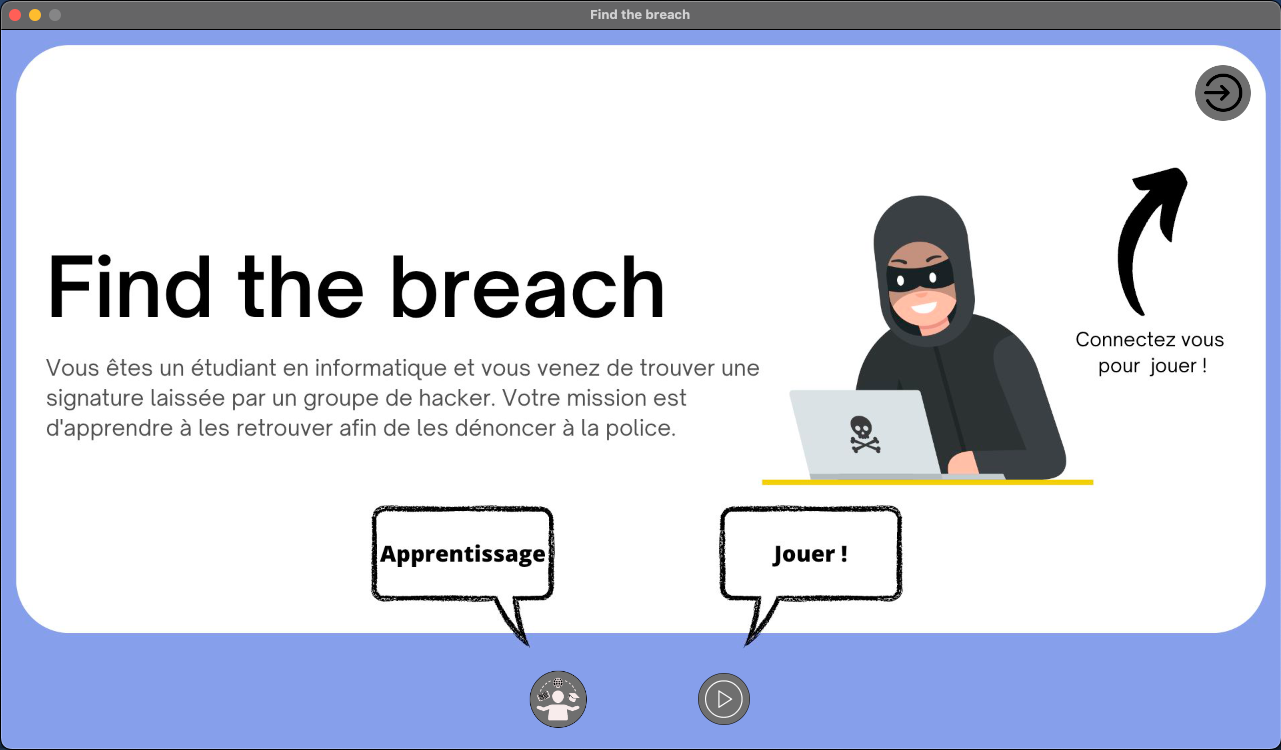 Find the breach
Find the breach
Vous êtes un étudiant en informatique et vous venez de trouver une
signature laissée par un groupe de hacker. Votre mission est
d'apprendre à les retrouver afin de les dénoncer à la police.
Connectez vous
pour jouer !
Apprentissage
Jouer !